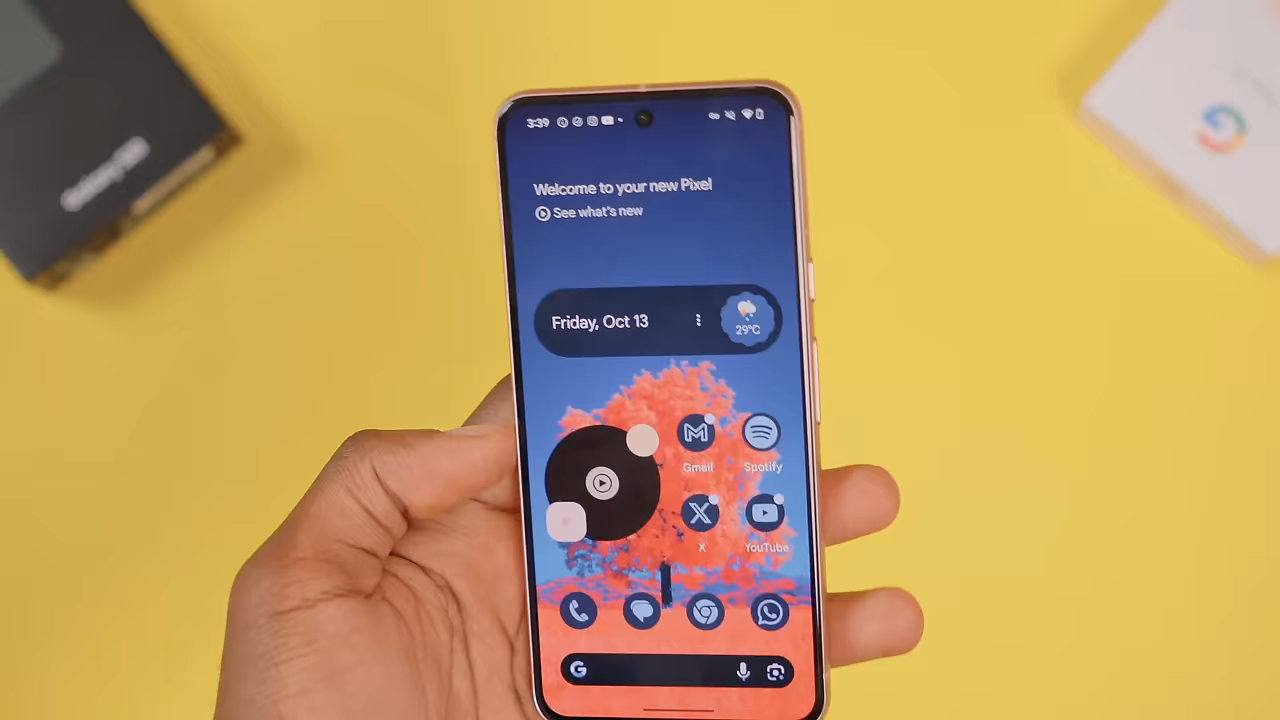 3:39
Welcome to your new Pixel
See what's new
Friday, Oct 13
29°C
Gmail
Spotify
X
YouTube